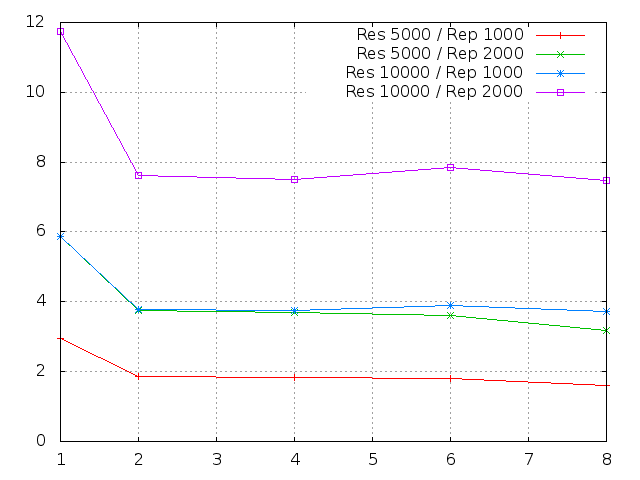 12
Res 5000 / Rep 1000
Res 5000 / Rep 2000
Res 10000 / Rep 1000
Res 10000 / Rep 2000
10
8
6
4
2
0
1 2 3 4 5 6 7 8